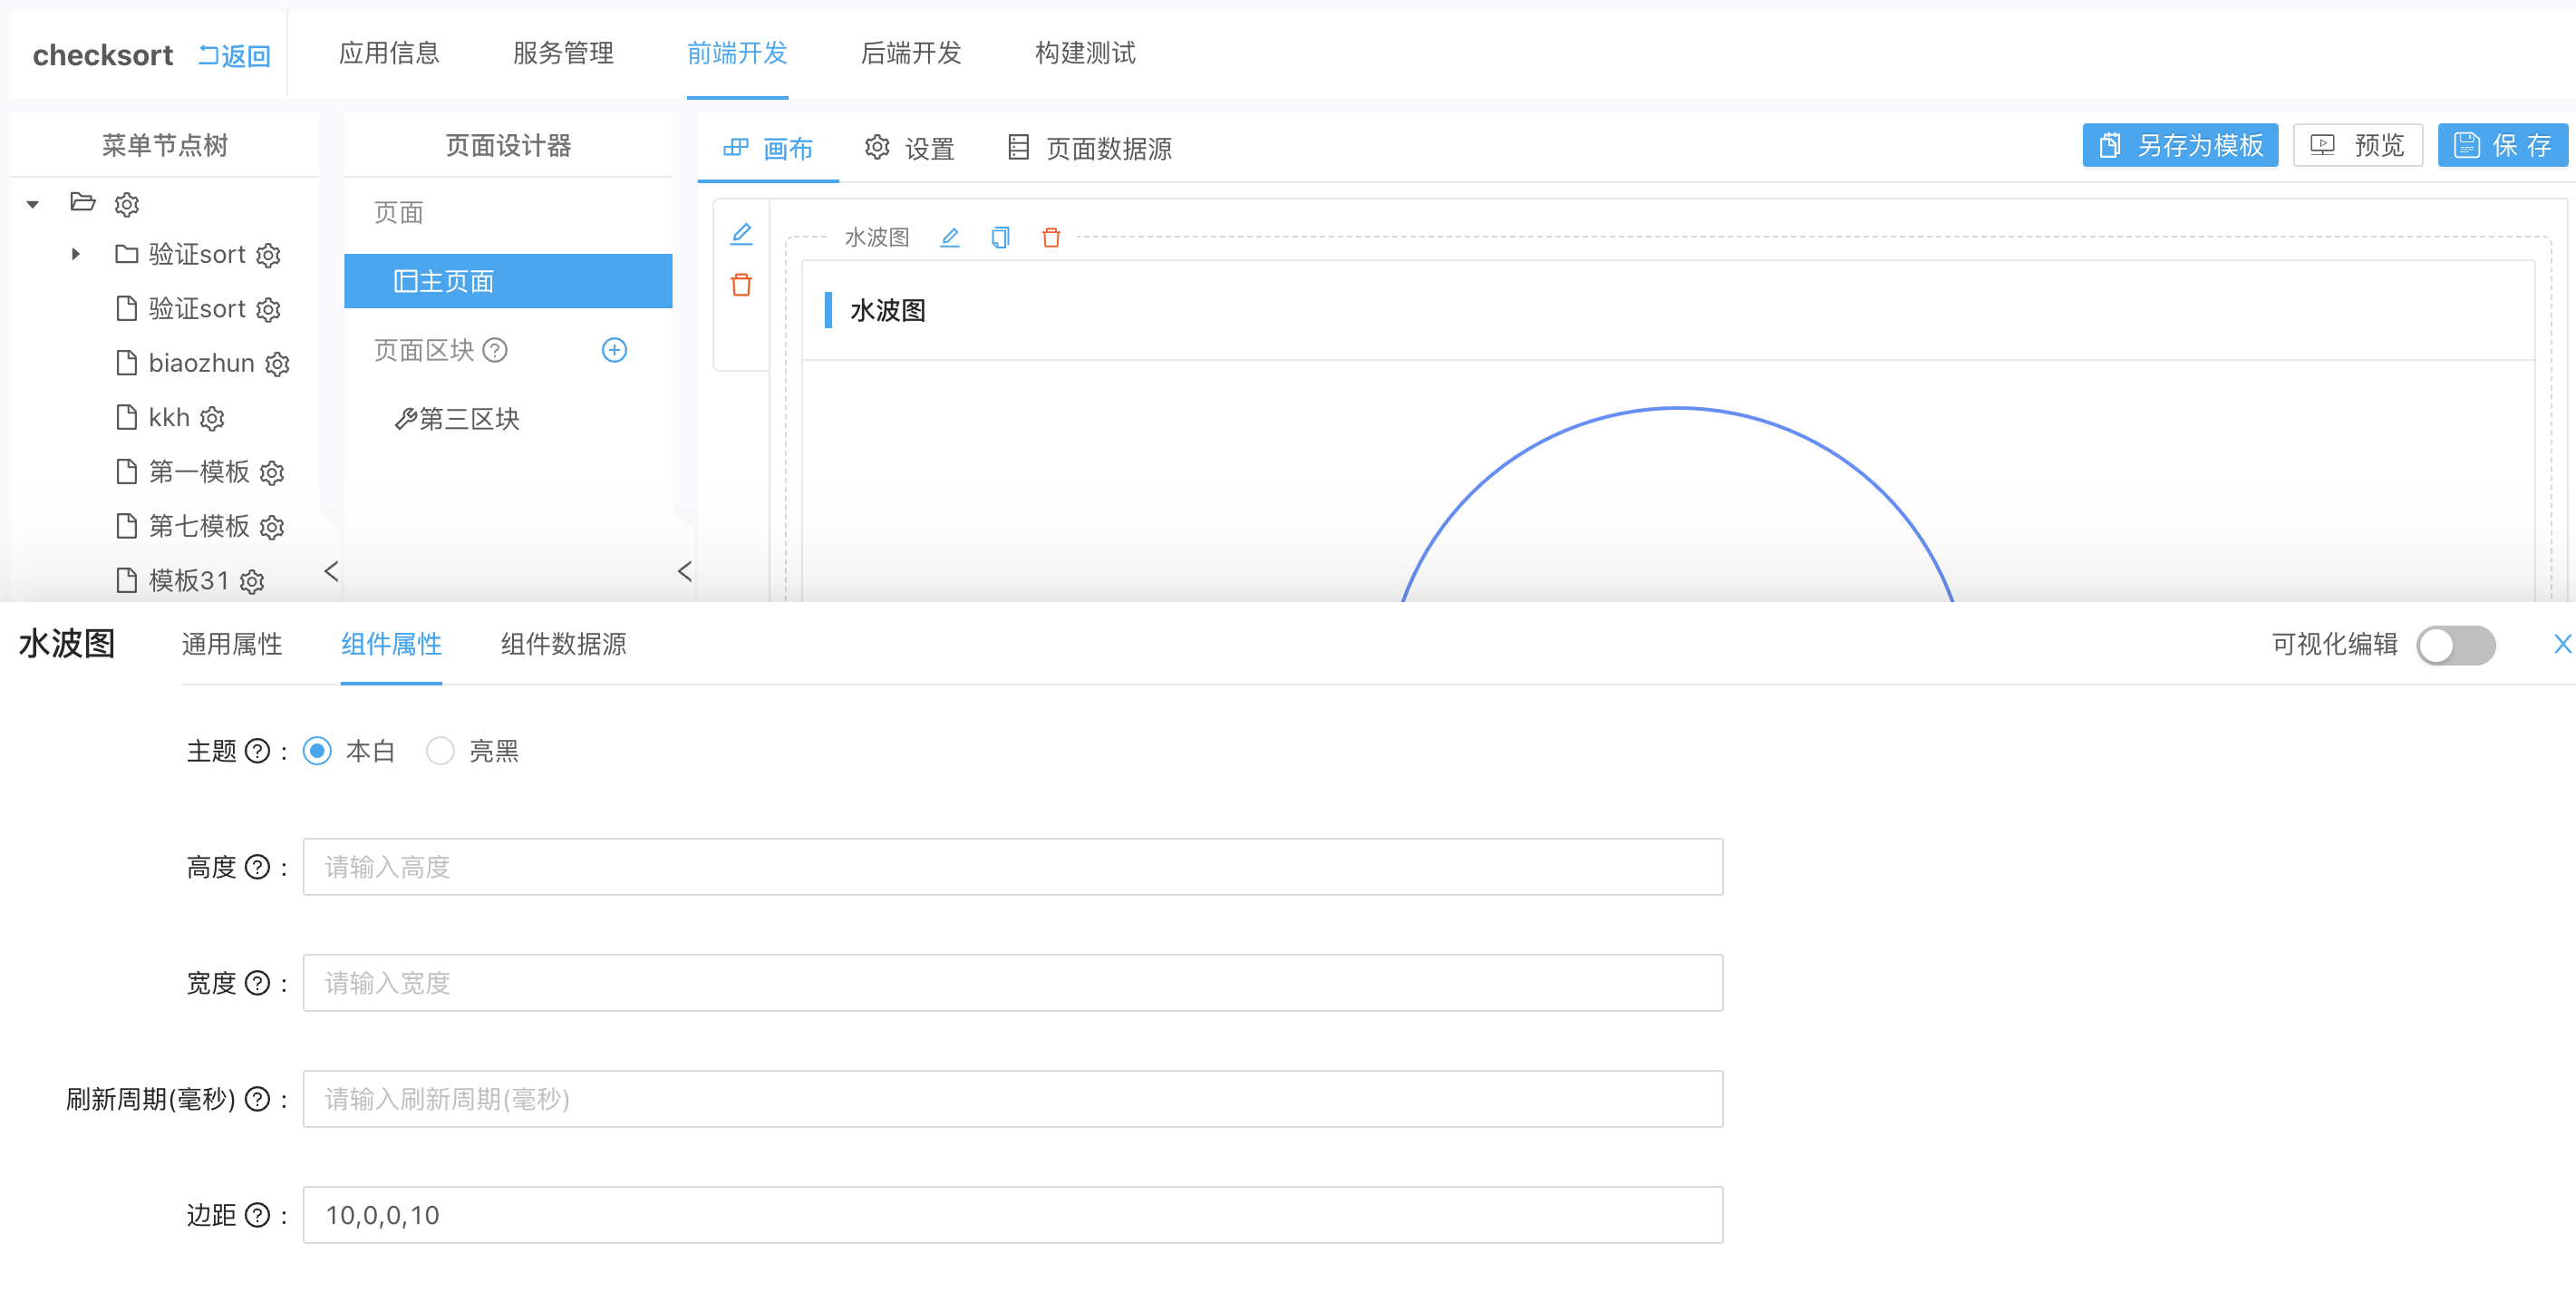 checksort 返回 应用信息 服务管理 前端开发 后端开发 构建测试
菜单节点树
验证sort
验证sort
biaozhun
kkh
第一模板
第七模板
模板31
页面设计器
页面
主页面
页面区块
第三区块
画布 设置 页面数据源 另存为模板 预览 保 存
水波图
水波图
水波图 通用属性 组件属性 组件数据源 可视化编辑
主题 : 本白 亮黑
高度 : 请输入高度
宽度 : 请输入宽度
刷新周期(毫秒) : 请输入刷新周期(毫秒)
边距 : 10,0,0,10